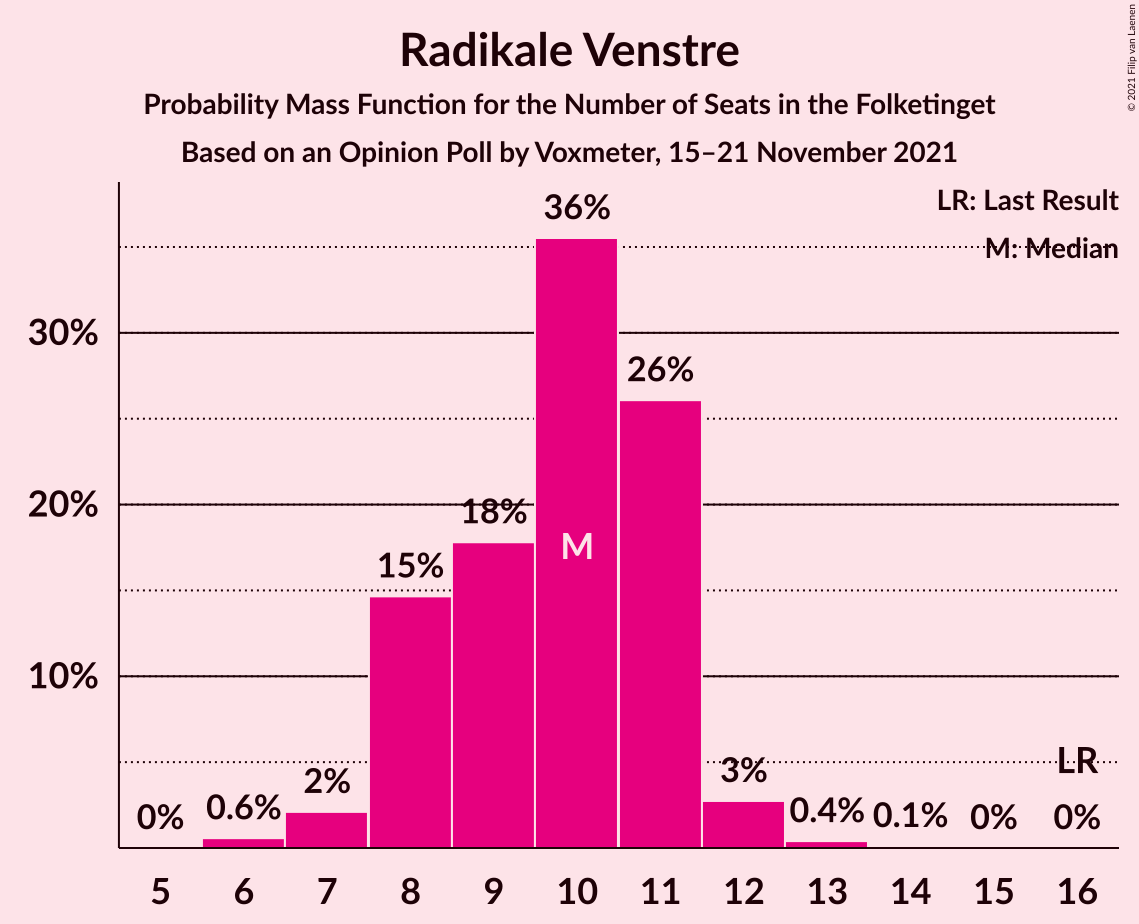 Radikale Venstre
Probability Mass Function for the Number of Seats in the Folketinget
Based on an Opinion Poll by Voxmeter, 15–21 November 2021
© 2021 Filip van Laenen
LR: Last Result
M: Median
36%
30%
26%
20%
18%
M
15%
10%
LR
3%
2%
0%
0.6%
0.4%
0.1%
0%
0%
5 6 7 8 9 10 11 12 13 14 15 16